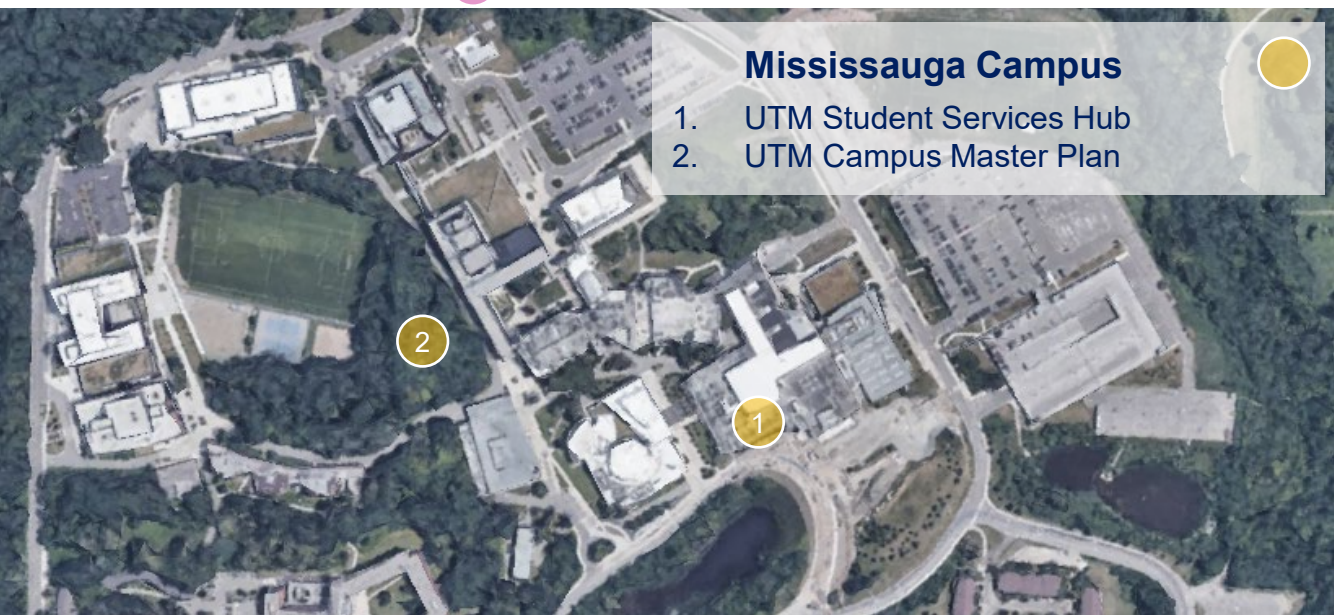 Mississauga Campus
1. UTM Student Services Hub
2. UTM Campus Master Plan
2
1